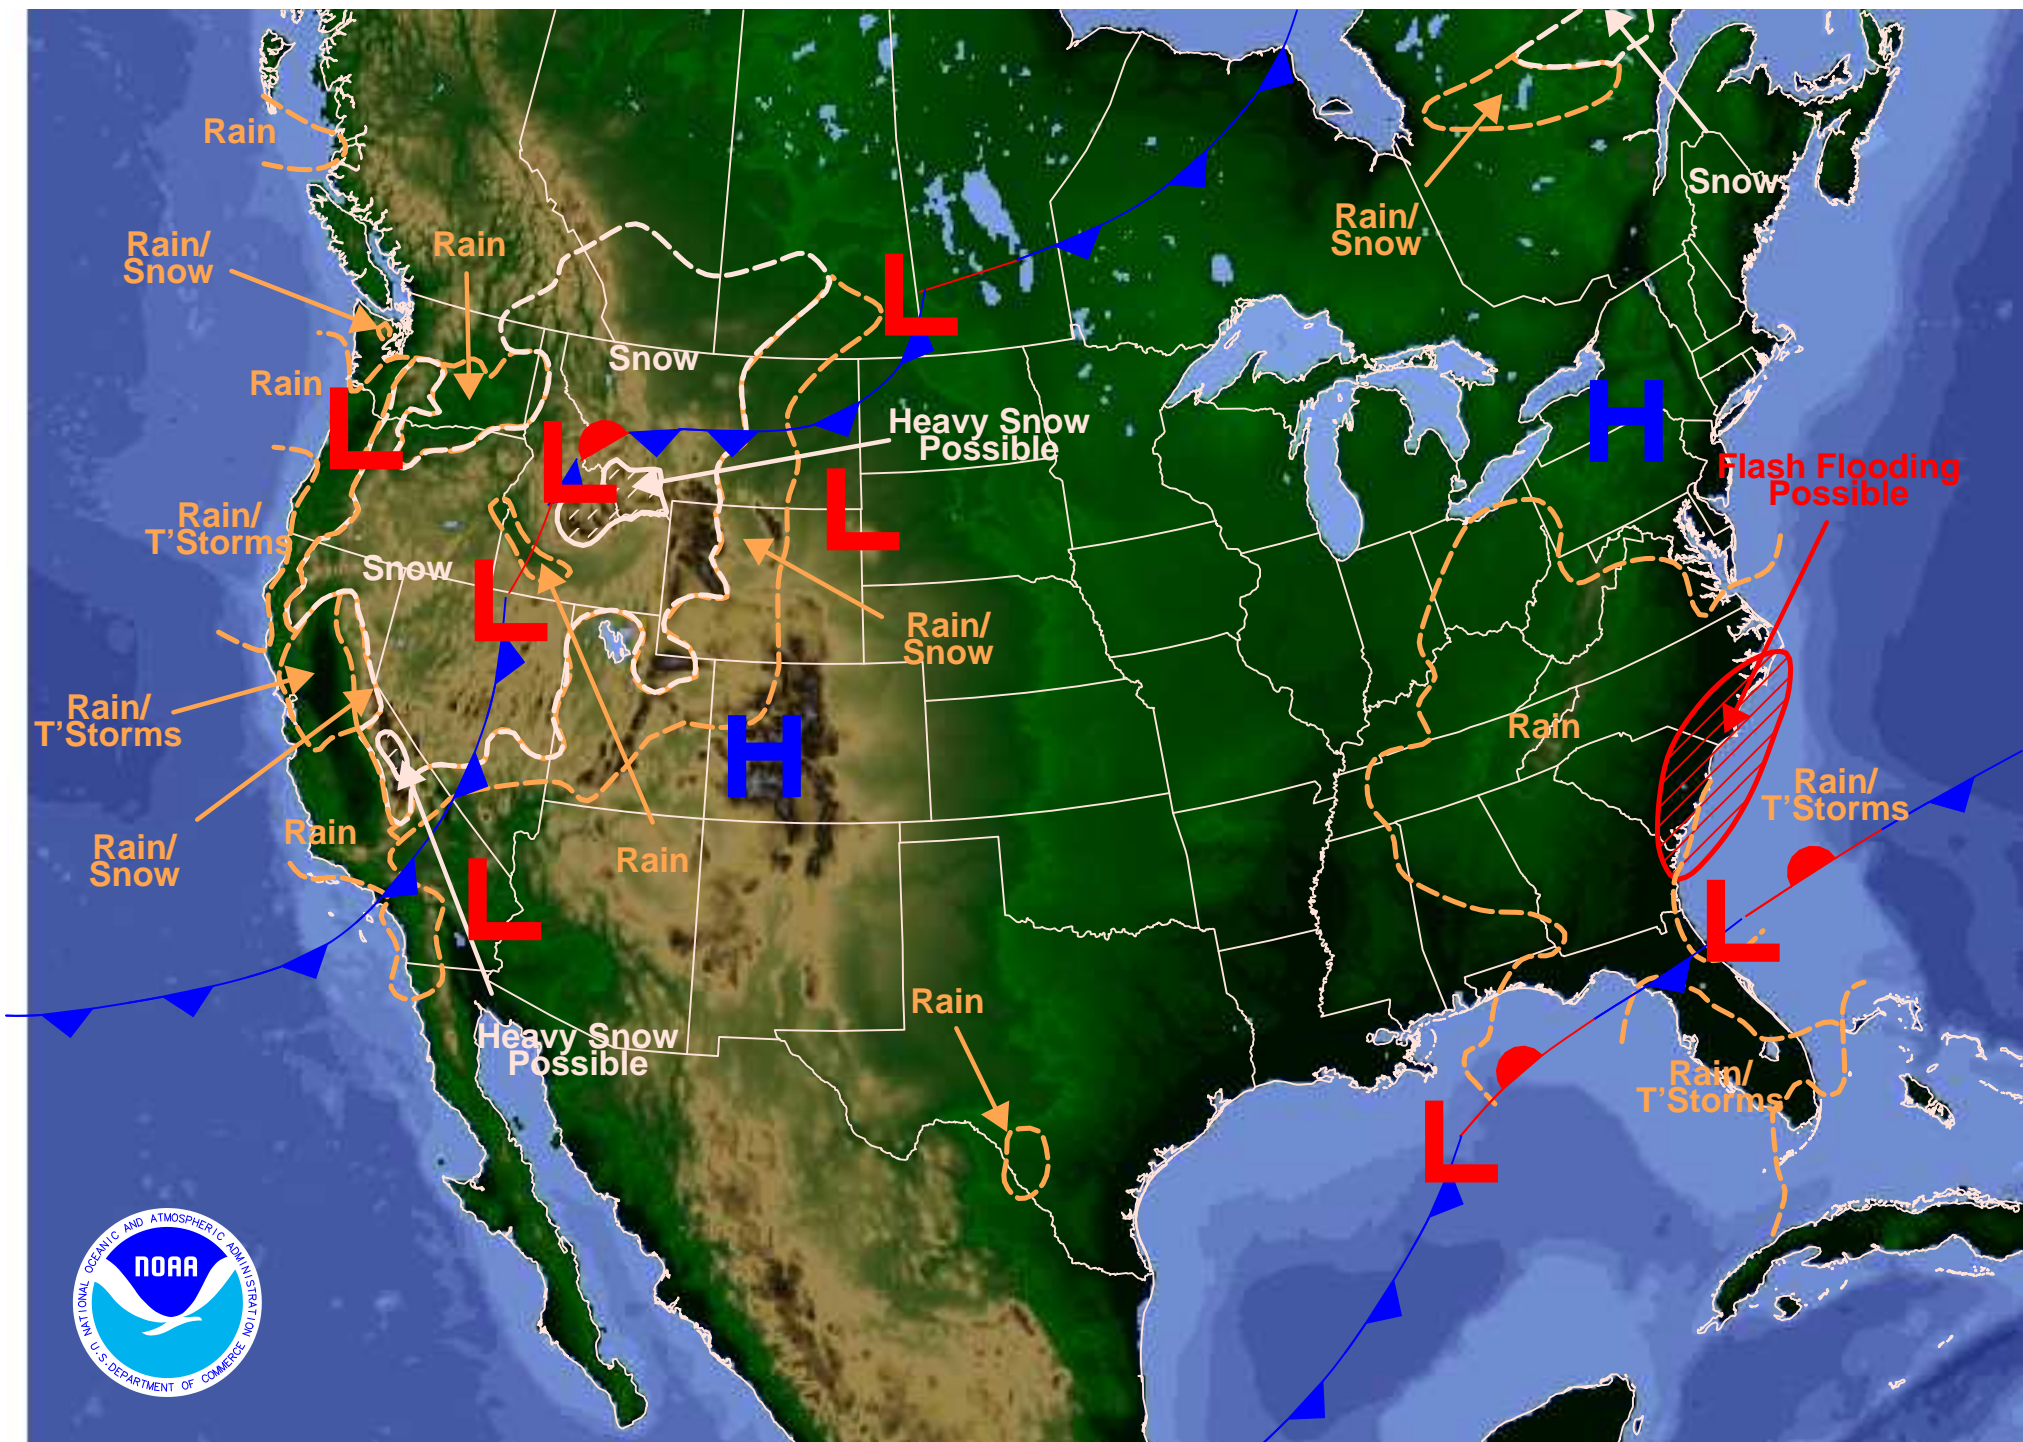 Rain
Snow
Rain/
Snow
Rain/
Snow
Rain
Rain
Snow
Heavy Snow
Possible
L
L
L
H
Flash Flooding
Possible
Rain/
T'Storms
Snow
L
L
Rain/
Snow
Rain/
T'Storms
Rain/
Snow
Rain
Rain
H
Rain
Rain/
T'Storms
L
L
Rain
Heavy Snow
Possible
Rain/
T'Storms
L
NATIONAL OCEANIC AND ATMOSPHERIC ADMINISTRATION
NOAA
U.S. DEPARTMENT OF COMMERCE